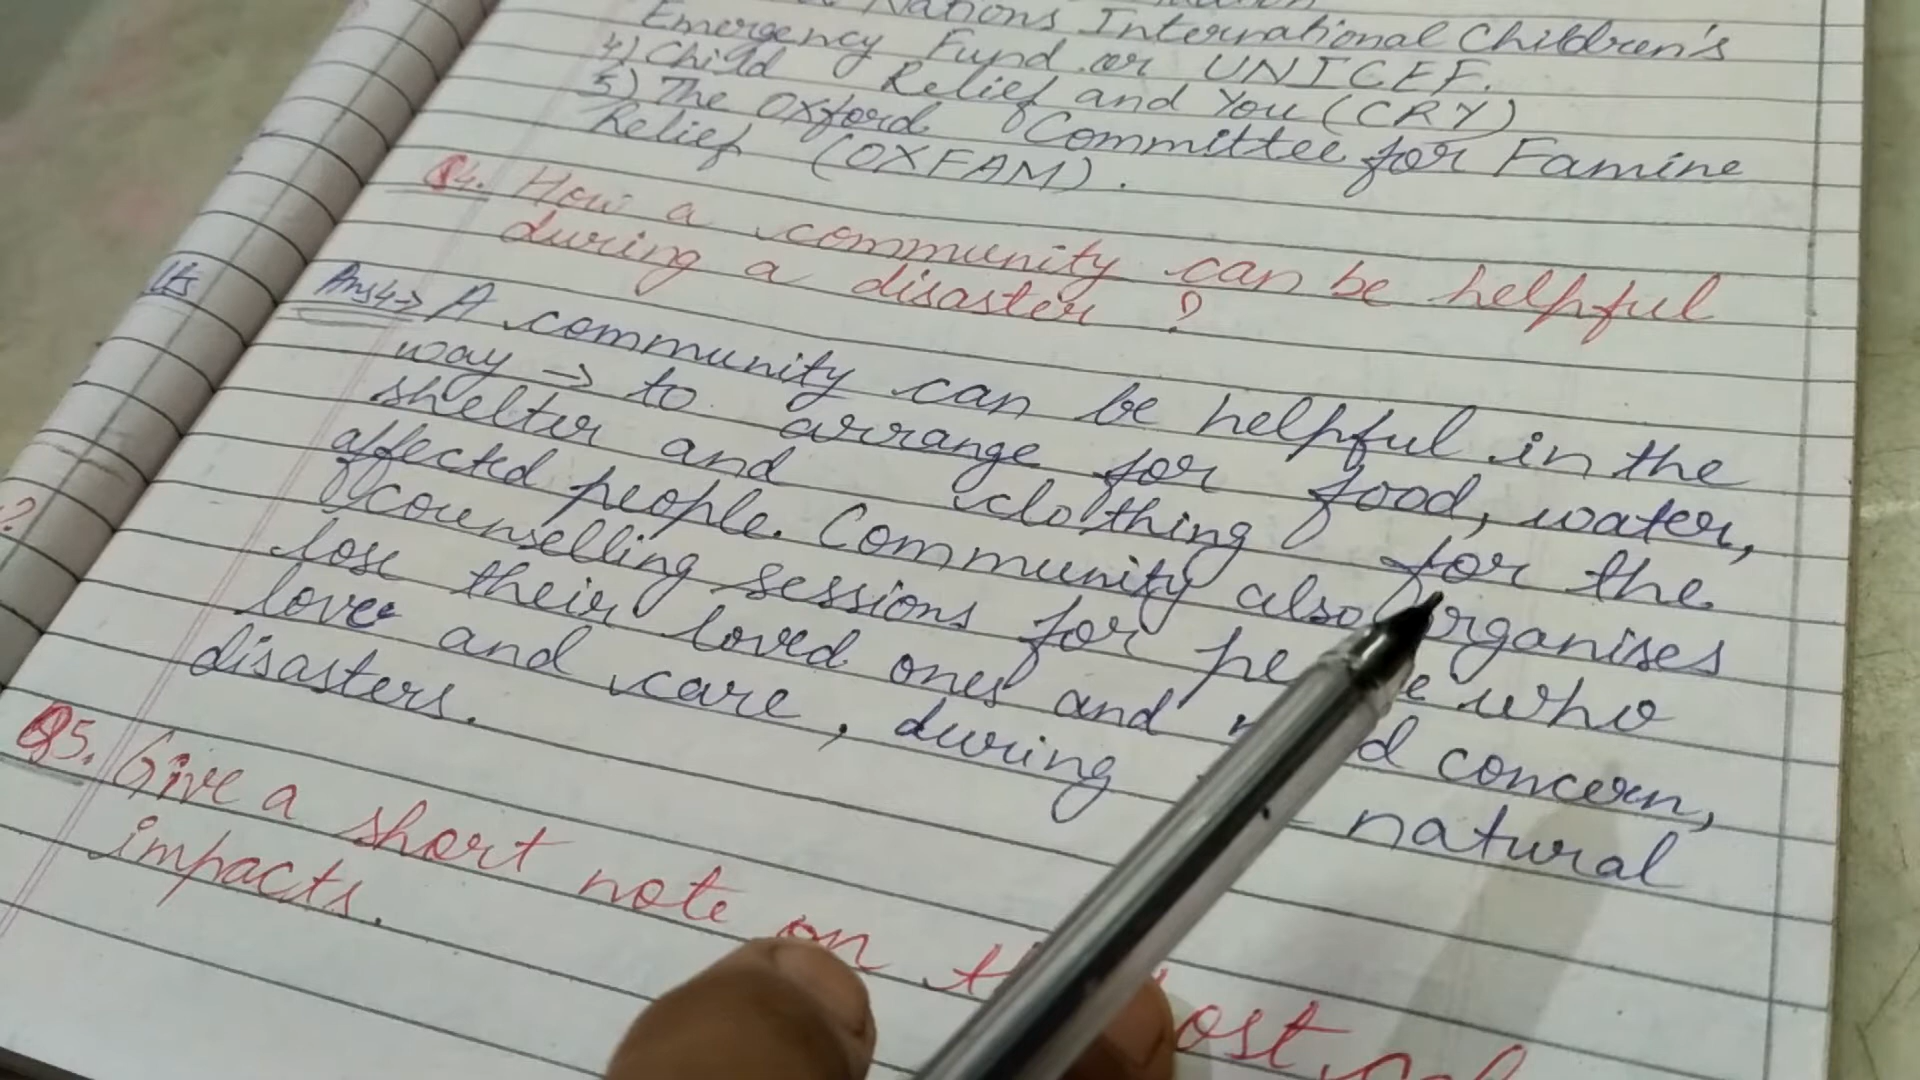 Nations International Children's
Emergency Fund or UNICEF.
4) Child Relief and You (CRY)
5) The Oxford Committee for Famine
Relief (OXFAM).
Q4. How a community can be helpful
during a disaster?
Ans4→ A community can be helpful in the
way → to arrange for food, water,
shelter and clothing for the
affected people. Community also organises
counselling sessions for who
lose their loved ones and concern,
love and care, during natural
disasters.
Q5. Give a short note on
impacts.